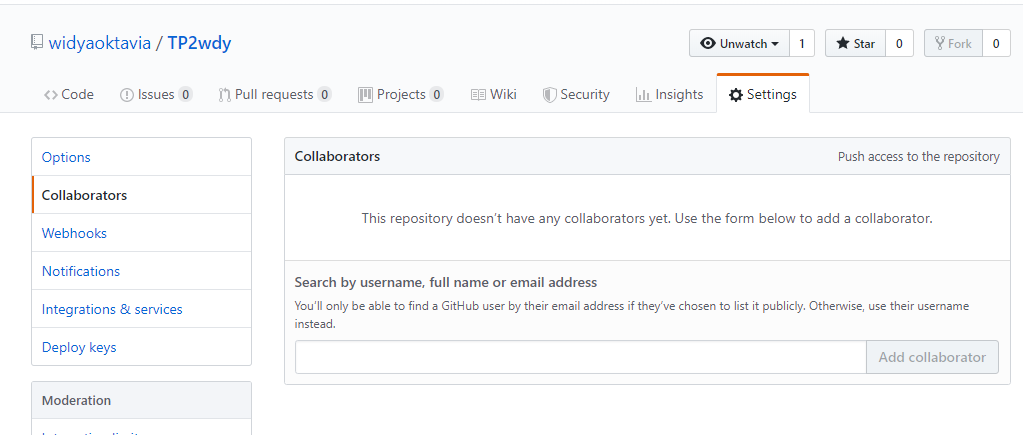 widyaoktavia / TP2wdy
Unwatch 1 Star 0 Fork 0
Code Issues 0 Pull requests 0 Projects 0 Wiki Security Insights Settings
Options
Collaborators
Webhooks
Notifications
Integrations & services
Deploy keys
Moderation
Collaborators Push access to the repository
This repository doesn’t have any collaborators yet. Use the form below to add a collaborator.
Search by username, full name or email address
You’ll only be able to find a GitHub user by their email address if they’ve chosen to list it publicly. Otherwise, use their username
instead.
Add collaborator